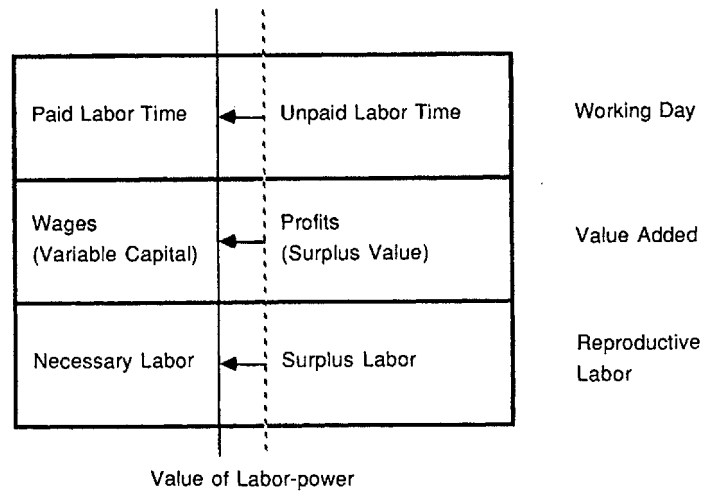 Paid Labor Time
Unpaid Labor Time
Working Day
Wages
(Variable Capital)
Profits
(Surplus Value)
Value Added
Necessary Labor
Surplus Labor
Reproductive
Labor
Value of Labor-power